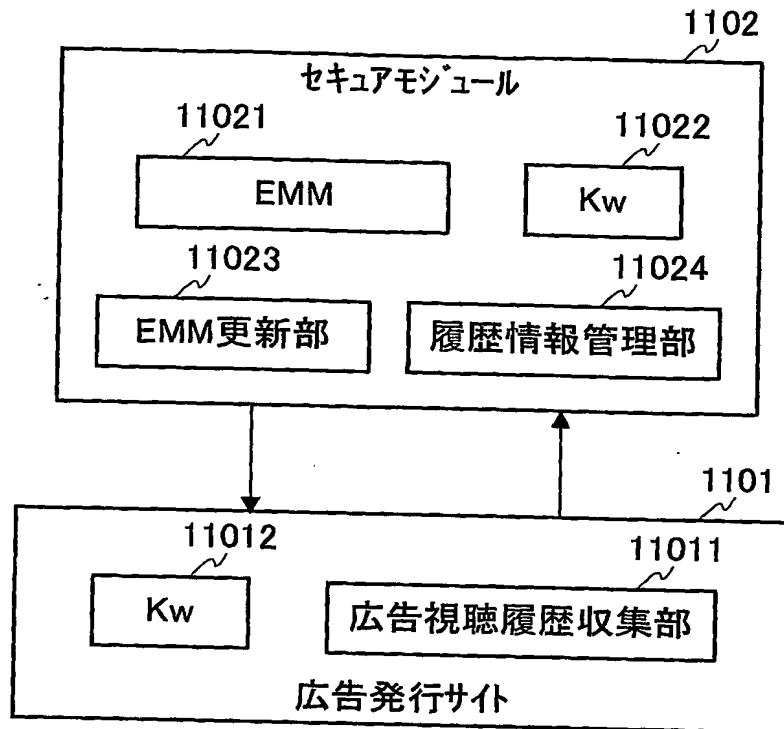 1102
セキュアモジュール
11021
11022
EMM
Kw
11023
11024
EMM更新部
履歴情報管理部
1101
11012
11011
Kw
広告視聴履歴収集部
広告発行サイト